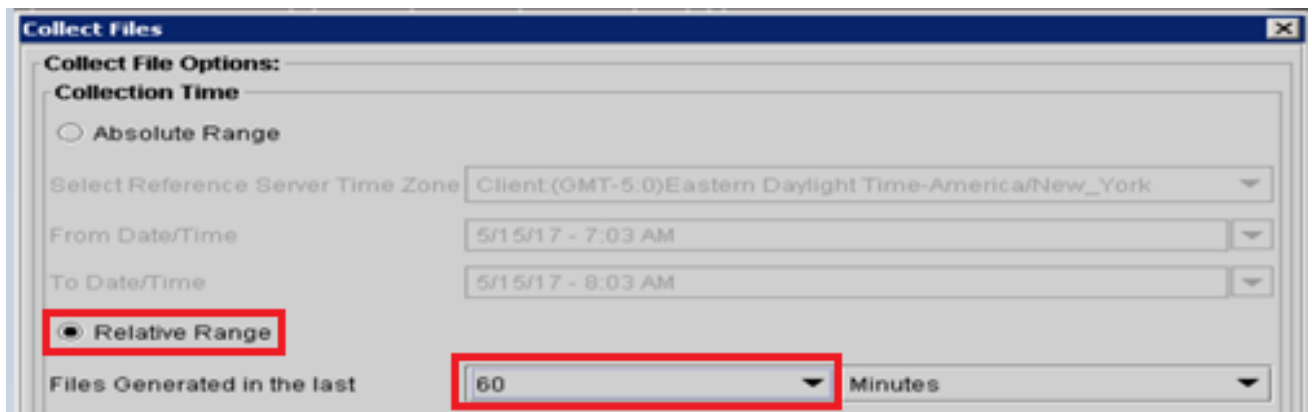 Collect Files
Collect File Options:
Collection Time
Absolute Range
Select Reference Server Time Zone Client:(GMT-5:0)Eastern Daylight Time-America/New_York
From Date/Time 5/15/17 - 7:03 AM
To Date/Time 5/15/17 - 8:03 AM
Relative Range
Files Generated in the last 60 Minutes